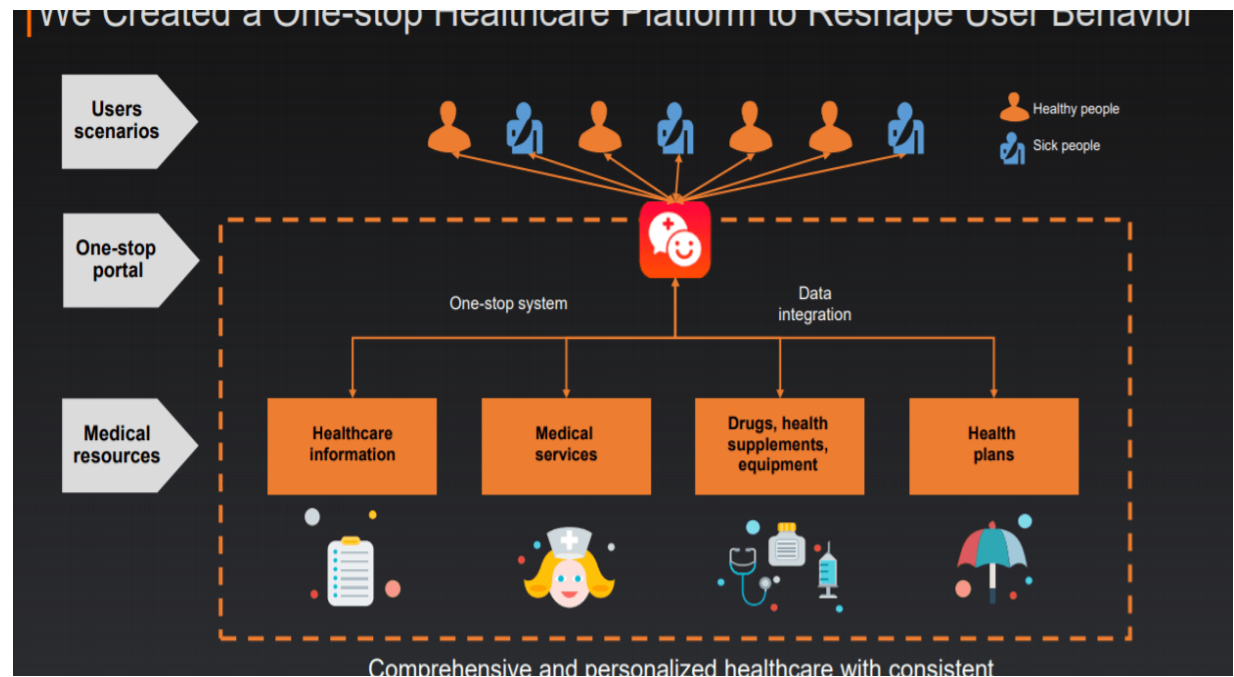 We Created a One-stop Healthcare Platform to Reshape User Behavior
Users
scenarios
Healthy people
Sick people
One-stop
portal
One-stop system
Data
integration
Medical
resources
Healthcare
information
Medical
services
Drugs, health
supplements,
equipment
Health
plans
Comprehensive and personalized healthcare with consistent